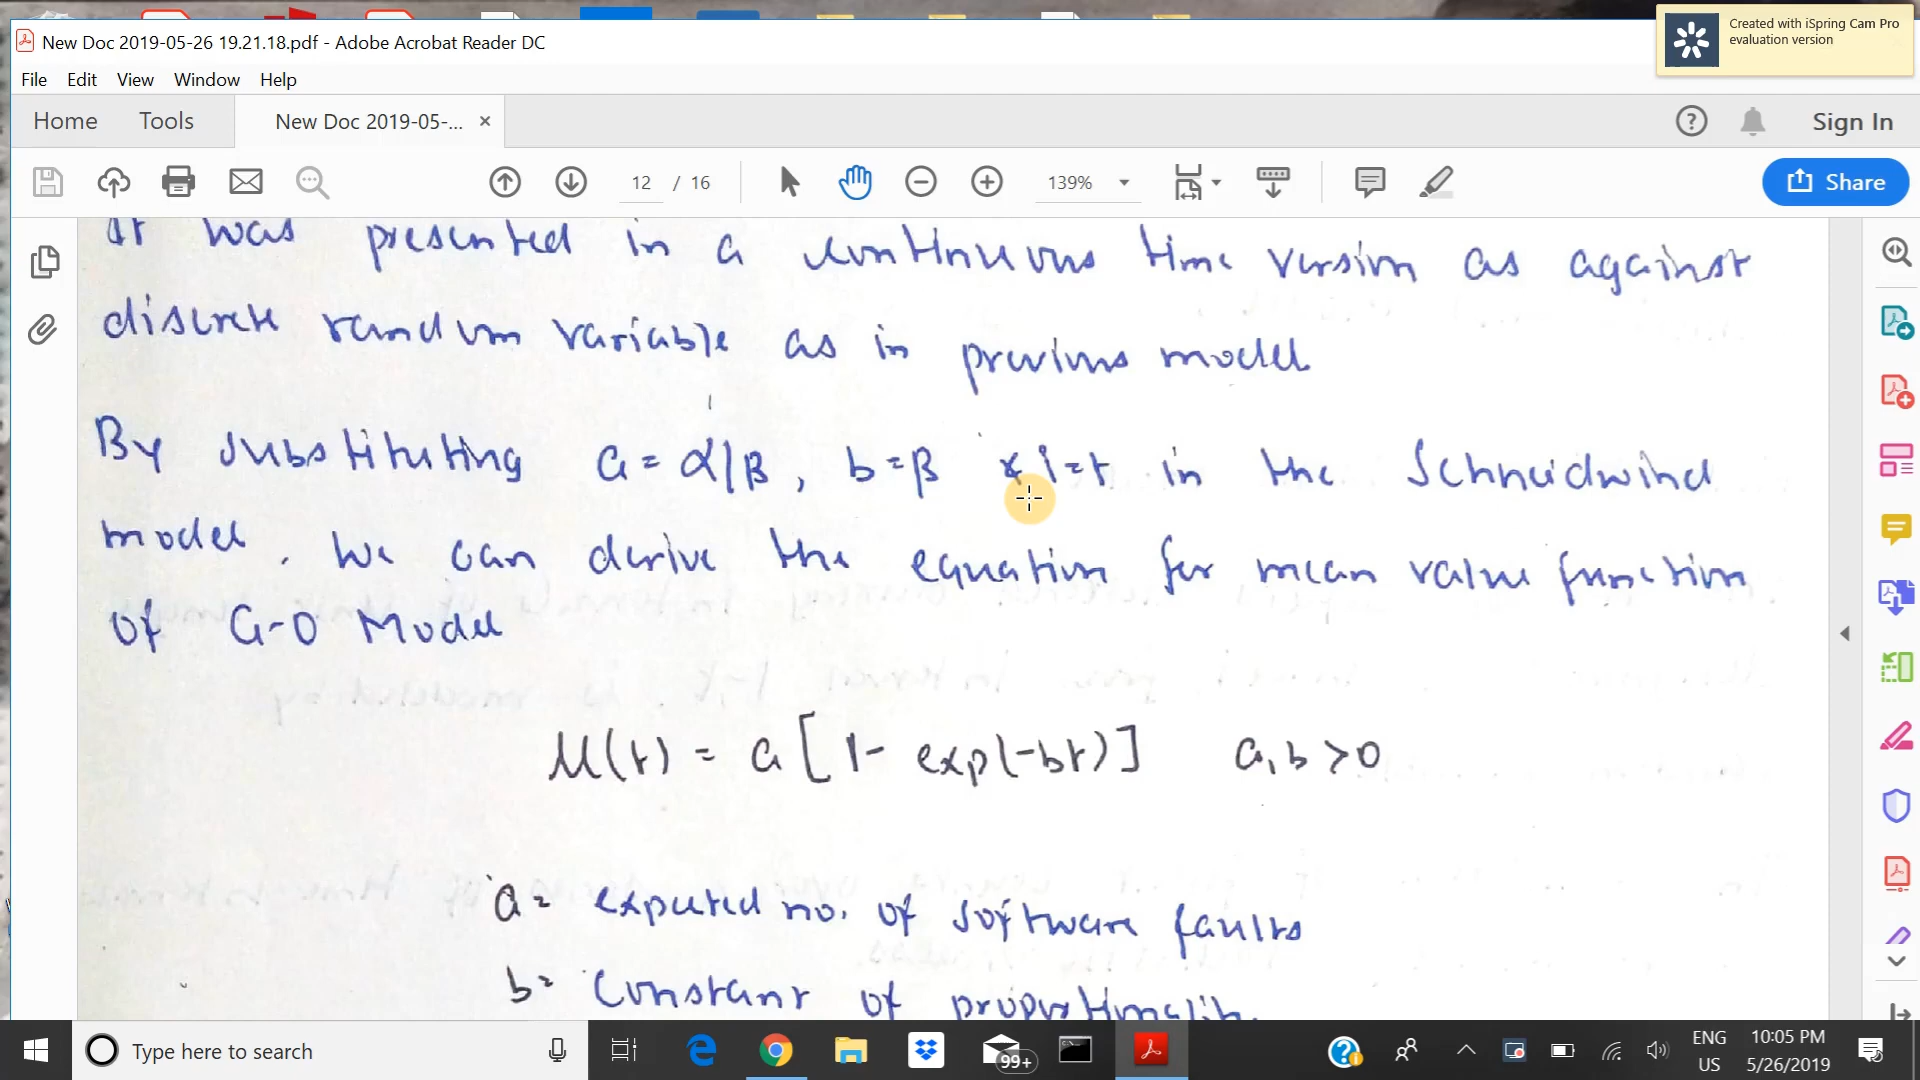 Created with iSpring Cam Pro
evaluation version
New Doc 2019-05-26 19.21.18.pdf - Adobe Acrobat Reader DC
File Edit View Window Help
Home Tools New Doc 2019-05-... × Sign In
12 / 16 139% Share
It was presented in a continuous time version as against
discrete random variable as in previous model
By substituting a = α/β, b = β & i = t in the Schneidwind
model. We can derive the equation for mean value function
of G-O Model
μ(t) = a [1 - exp(-bt)] a, b > 0
a = expected no. of software faults
b = Constant of proportionality.
Type here to search
99+
ENG
US
10:05 PM
5/26/2019